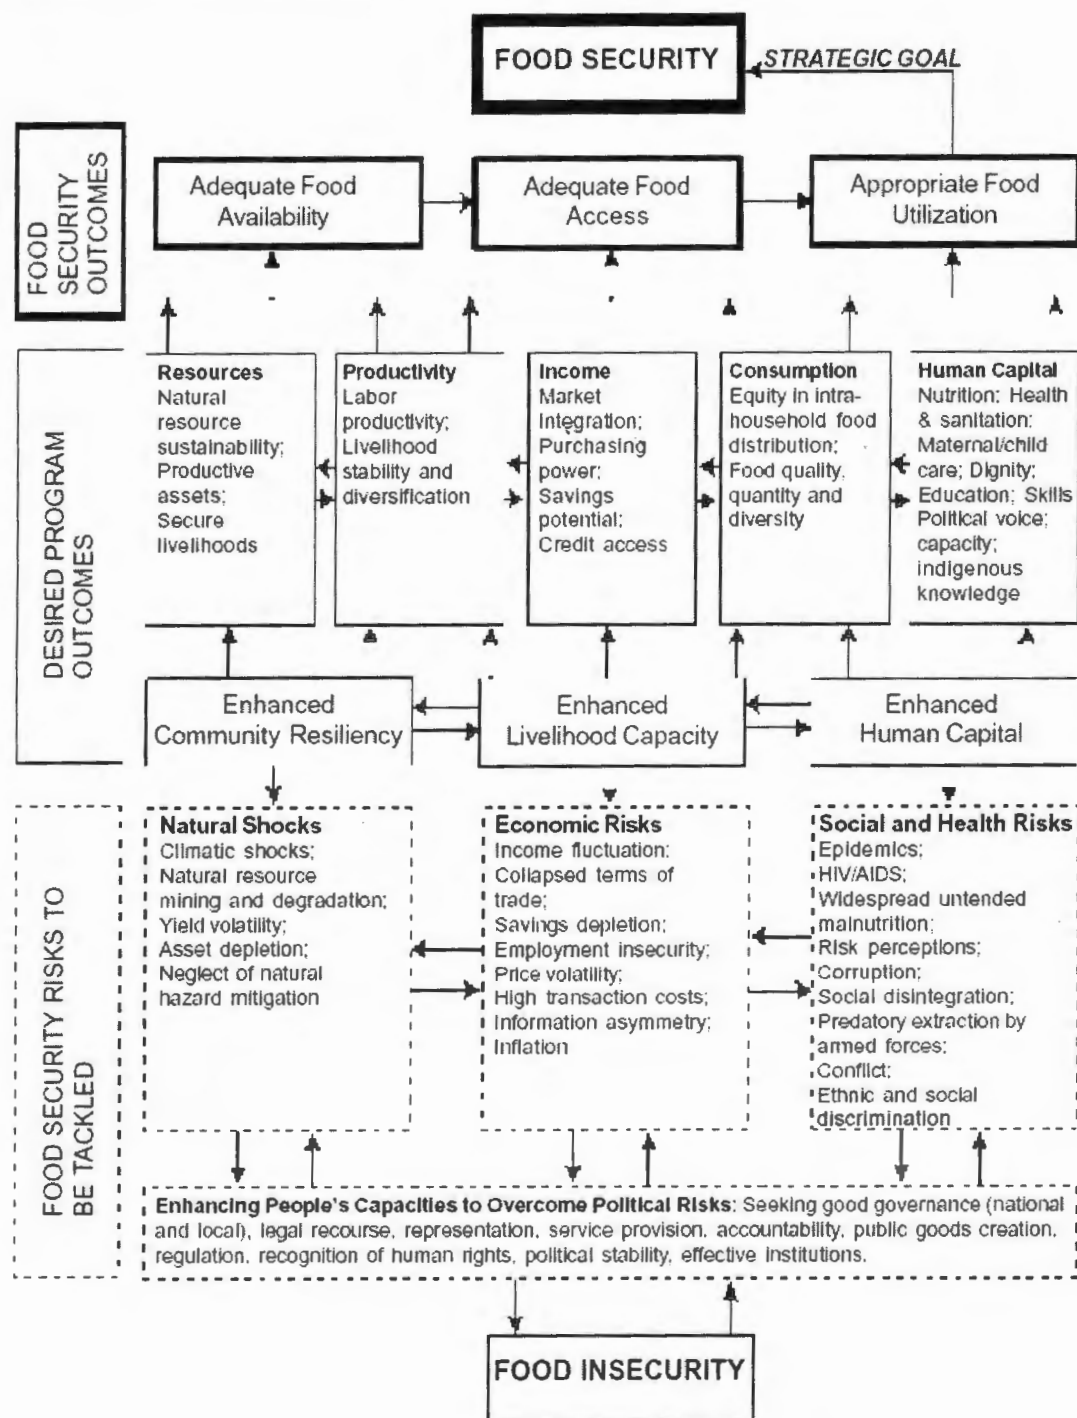 FOOD SECURITY
STRATEGIC GOAL
FOOD
SECURITY
OUTCOMES
Adequate Food
Availability
Adequate Food
Access
Appropriate Food
Utilization
DESIRED PROGRAM
OUTCOMES
Resources
Natural
resource
sustainability;
Productive
assets;
Secure
livelihoods
Productivity
Labor
productivity;
Livelihood
stability and
diversification
Income
Market
Integration;
Purchasing
power;
Savings
potential;
Credit access
Consumption
Equity in intra-
household food
distribution;
Food quality,
quantity and
diversity
Human Capital
Nutrition; Health
& sanitation;
Maternal/child
care; Dignity;
Education; Skills
Political voice;
capacity;
indigenous
knowledge
Enhanced
Community Resiliency
Enhanced
Livelihood Capacity
Enhanced
Human Capital
FOOD SECURITY RISKS TO
BE TACKLED
Natural Shocks
Climatic shocks;
Natural resource
mining and degradation;
Yield volatility;
Asset depletion;
Neglect of natural
hazard mitigation
Economic Risks
Income fluctuation;
Collapsed terms of
trade;
Savings depletion;
Employment insecurity;
Price volatility;
High transaction costs;
Information asymmetry;
Inflation
Social and Health Risks
Epidemics;
HIV/AIDS;
Widespread untended
malnutrition;
Risk perceptions;
Corruption;
Social disintegration;
Predatory extraction by
armed forces;
Conflict;
Ethnic and social
discrimination
Enhancing People's Capacities to Overcome Political Risks: Seeking good governance (national
and local), legal recourse, representation, service provision, accountability, public goods creation,
regulation, recognition of human rights, political stability, effective institutions.
FOOD INSECURITY